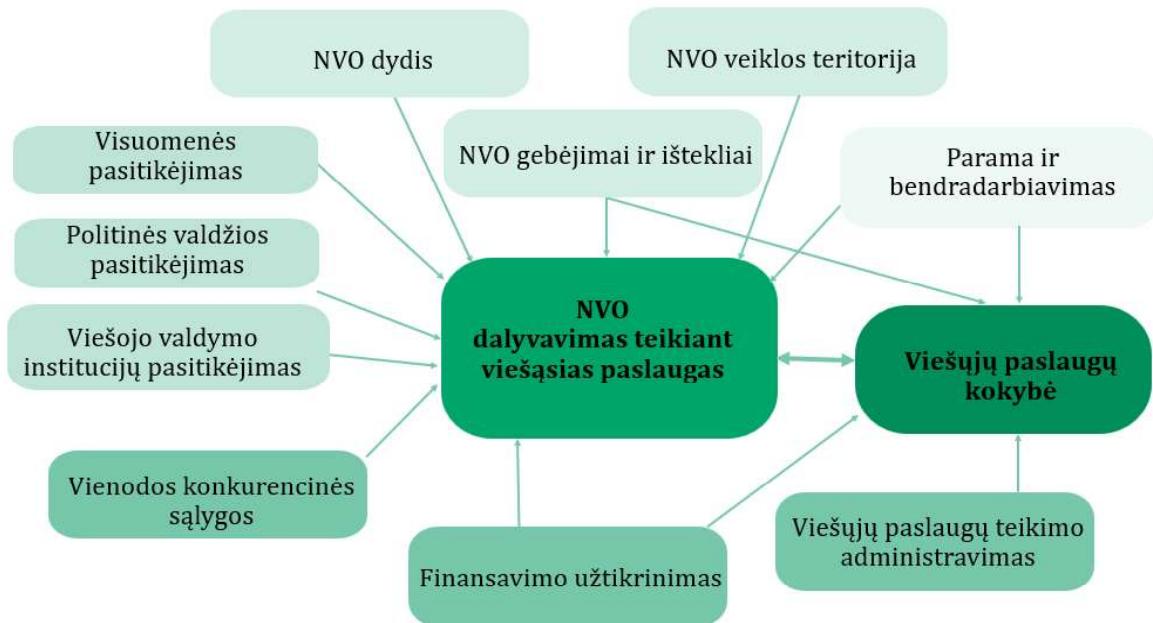 NVO dydis
NVO veiklos teritorija
Visuomenės
pasitikėjimas
NVO gebėjimai ir ištekliai
Parama ir
bendradarbiavimas
Politinės valdžios
pasitikėjimas
Viešojo valdymo
institucijų pasitikėjimas
NVO
dalyvavimas teikiant
viešąsias paslaugas
Viešųjų paslaugų
kokybė
Vienodos konkurencinės
sąlygos
Finansavimo užtikrinimas
Viešųjų paslaugų teikimo
administravimas